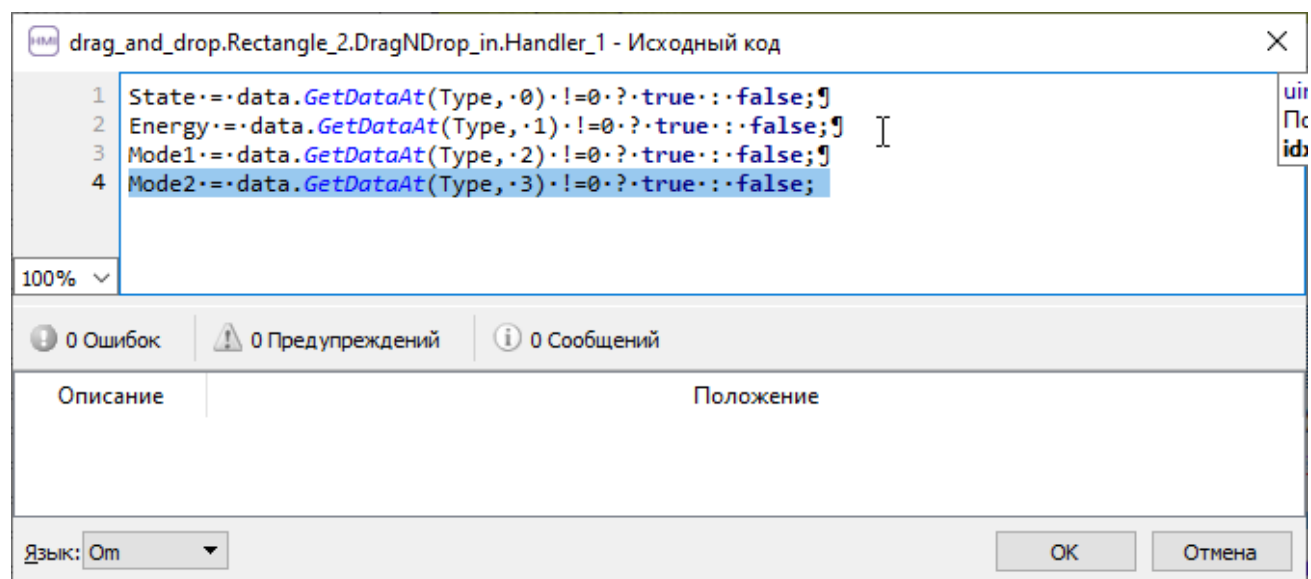 HMI drag_and_drop.Rectangle_2.DragNDrop_in.Handler_1 - Исходный код
1 State·=·data.GetDataAt(Type,·0)·!=0·?·true·:·false;¶
2 Energy·=·data.GetDataAt(Type,·1)·!=0·?·true·:·false;¶
3 Mode1·=·data.GetDataAt(Type,·2)·!=0·?·true·:·false;¶
4 Mode2·=·data.GetDataAt(Type,·3)·!=0·?·true·:·false;
100%
0 Ошибок 0 Предупреждений 0 Сообщений
Описание Положение
Язык: Om OK Отмена